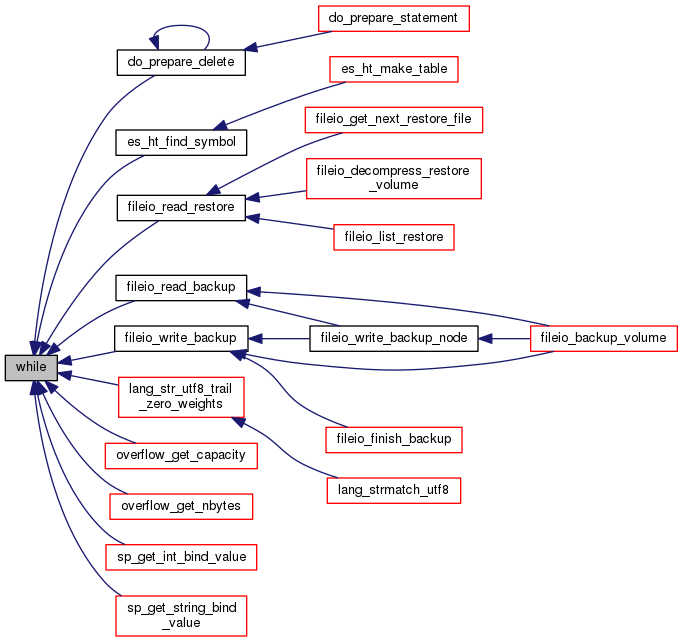 do_prepare_statement
do_prepare_delete
es_ht_make_table
fileio_get_next_restore_file
es_ht_find_symbol
fileio_decompress_restore
_volume
fileio_read_restore
fileio_list_restore
fileio_read_backup
fileio_write_backup
fileio_write_backup_node
fileio_backup_volume
while
lang_str_utf8_trail
_zero_weights
fileio_finish_backup
overflow_get_capacity
lang_strmatch_utf8
overflow_get_nbytes
sp_get_int_bind_value
sp_get_string_bind
_value